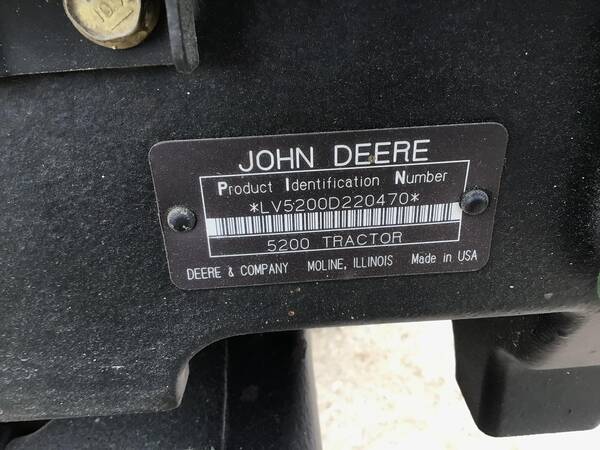 JOHN DEERE
Product Identification Number
*LV5200D220470*
5200 TRACTOR
DEERE & COMPANY MOLINE, ILLINOIS Made in USA